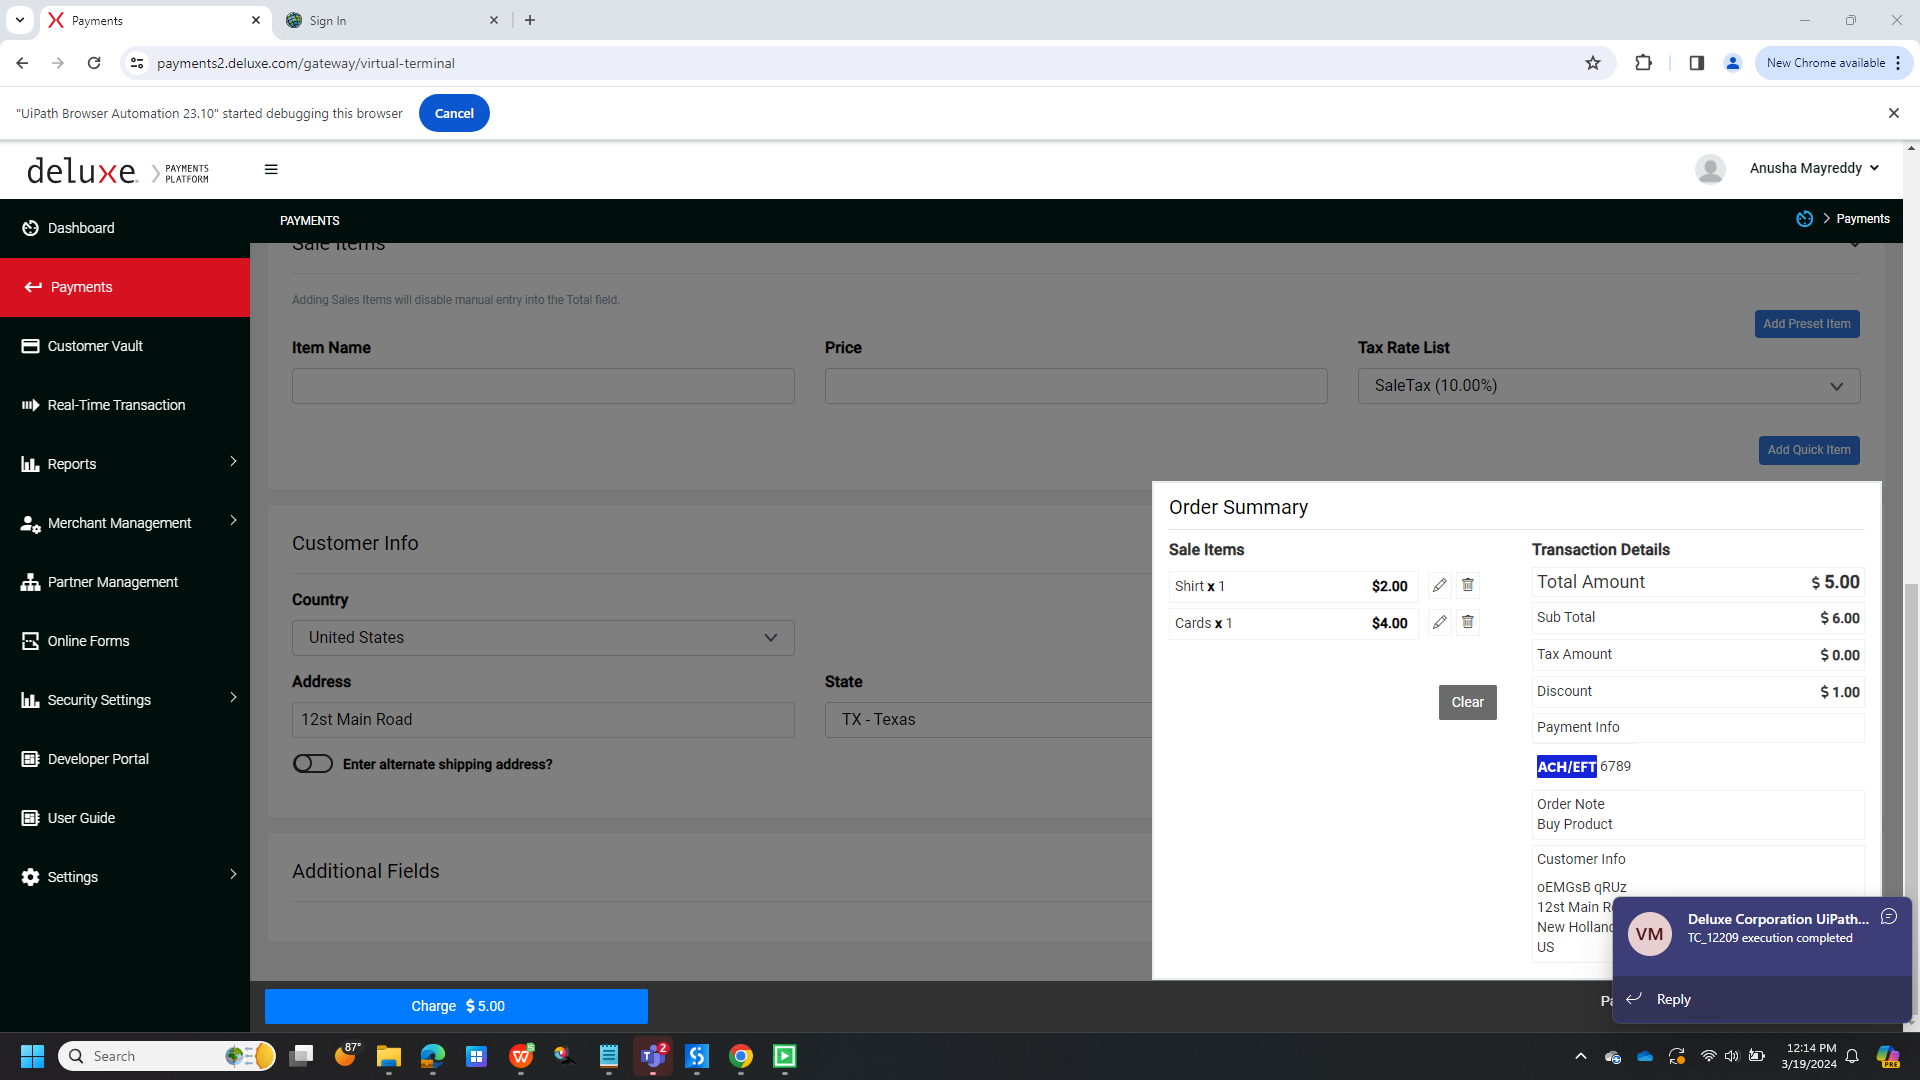 Payments
Sign In
payments2.deluxe.com/gateway/virtual-terminal
New Chrome available
"UiPath Browser Automation 23.10" started debugging this browser
Cancel
deluxe.
PAYMENTS
PLATFORM
Anusha Mayreddy
Dashboard
PAYMENTS
Payments
Payments
Customer Vault
Real-Time Transaction
Reports
Merchant Management
Partner Management
Online Forms
Security Settings
Developer Portal
User Guide
Settings
Sale Items
Adding Sales Items will disable manual entry into the Total field.
Add Preset Item
Item Name
Price
Tax Rate List
SaleTax (10.00%)
Add Quick Item
Customer Info
Country
United States
Address
State
12st Main Road
TX - Texas
Enter alternate shipping address?
Additional Fields
Order Summary
Sale Items
Shirt x 1 $2.00
Cards x 1 $4.00
Clear
Transaction Details
Total Amount $ 5.00
Sub Total $ 6.00
Tax Amount $ 0.00
Discount $ 1.00
Payment Info
ACH/EFT 6789
Order Note
Buy Product
Customer Info
oEMGsB qRUz
12st Main
New Holland
US
VM
Deluxe Corporation UiPath...
TC_12209 execution completed
Reply
Charge $ 5.00
Search
87°
2
12:14 PM
3/19/2024
PRE